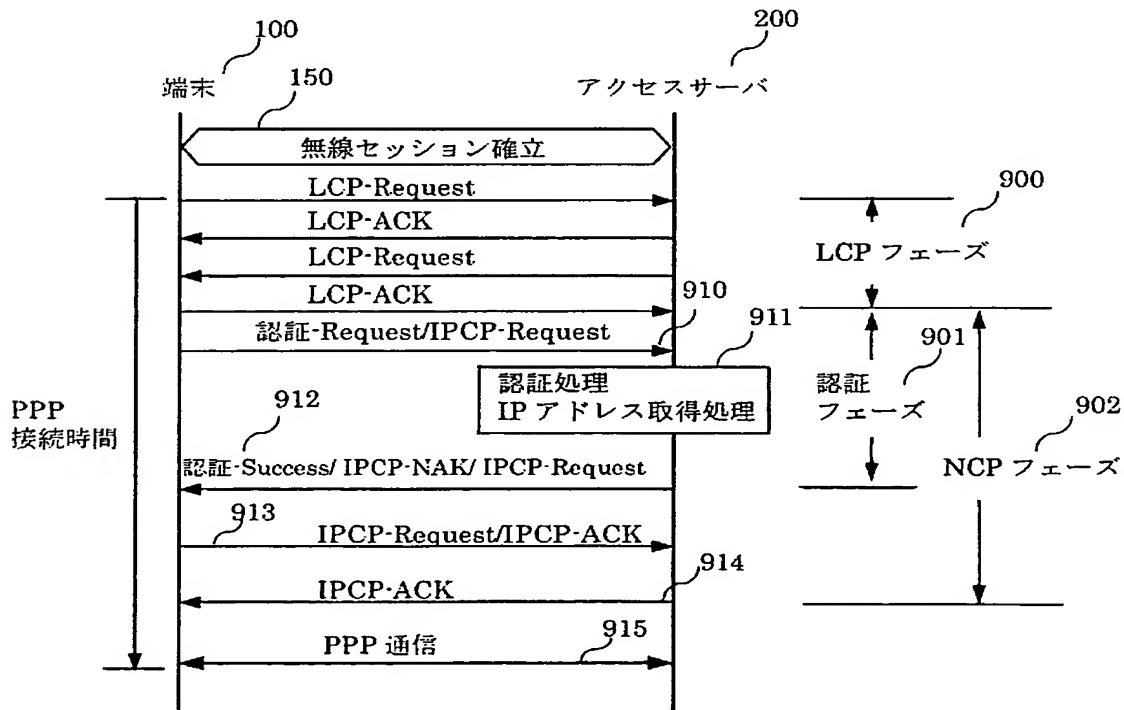 100
200
端末
150
アクセスサーバ
無線セッション確立
LCP-Request
900
LCP-ACK
LCP フェーズ
LCP-Request
LCP-ACK
910
911
認証-Request/IPCP-Request
901
認証処理
IP アドレス取得処理
認証
フェーズ
902
PPP
接続時間
912
NCP フェーズ
認証-Success/ IPCP-NAK/ IPCP-Request
913
IPCP-Request/IPCP-ACK
914
IPCP-ACK
915
PPP 通信